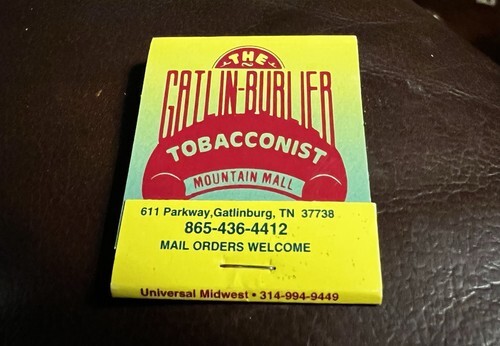 THE
GATLIN-BURLIER
TOBACCONIST
MOUNTAIN MALL
611 Parkway,Gatlinburg, TN 37738
865-436-4412
MAIL ORDERS WELCOME
Universal Midwest • 314-994-9449